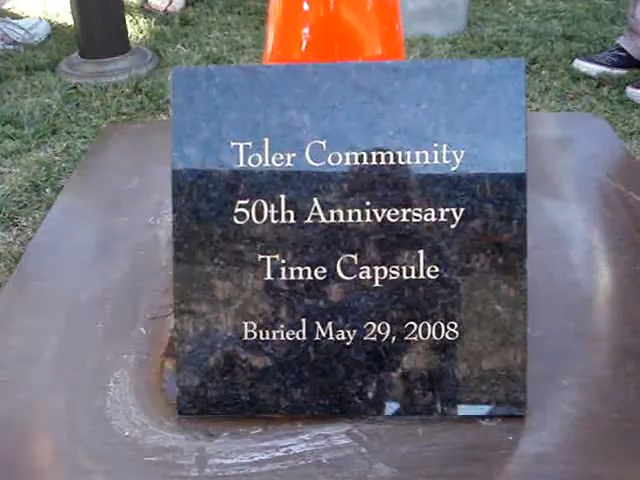 Toler Community
50th Anniversary
Time Capsule
Buried May 29, 2008